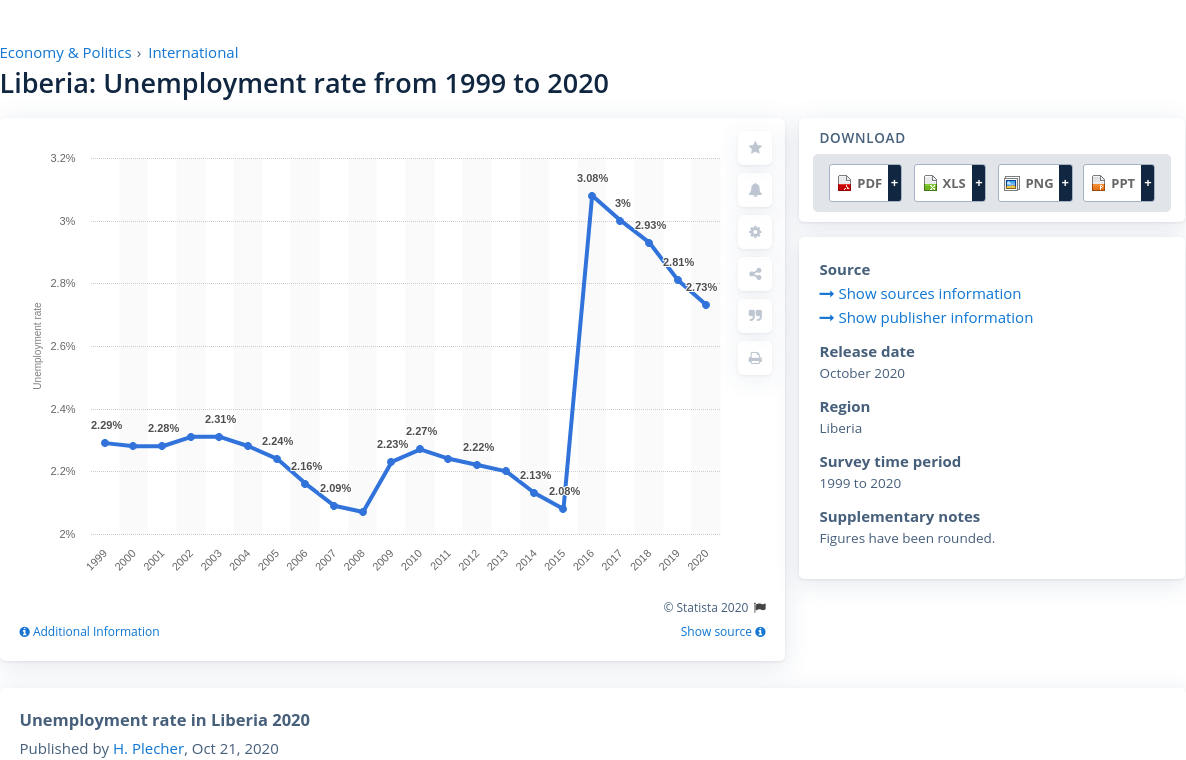 Economy & Politics › International
Liberia: Unemployment rate from 1999 to 2020
3.2%
3%
2.8%
2.6%
2.4%
2.2%
2%
Unemployment rate
2.29%
2.28%
2.31%
2.24%
2.16%
2.09%
2.23%
2.27%
2.22%
2.13%
2.08%
3.08%
3%
2.93%
2.81%
2.73%
1999
2000
2001
2002
2003
2004
2005
2006
2007
2008
2009
2010
2011
2012
2013
2014
2015
2016
2017
2018
2019
2020
© Statista 2020
Additional Information
Show source
DOWNLOAD
PDF +
XLS +
PNG +
PPT +
Source
Show sources information
Show publisher information
Release date
October 2020
Region
Liberia
Survey time period
1999 to 2020
Supplementary notes
Figures have been rounded.
Unemployment rate in Liberia 2020
Published by H. Plecher, Oct 21, 2020